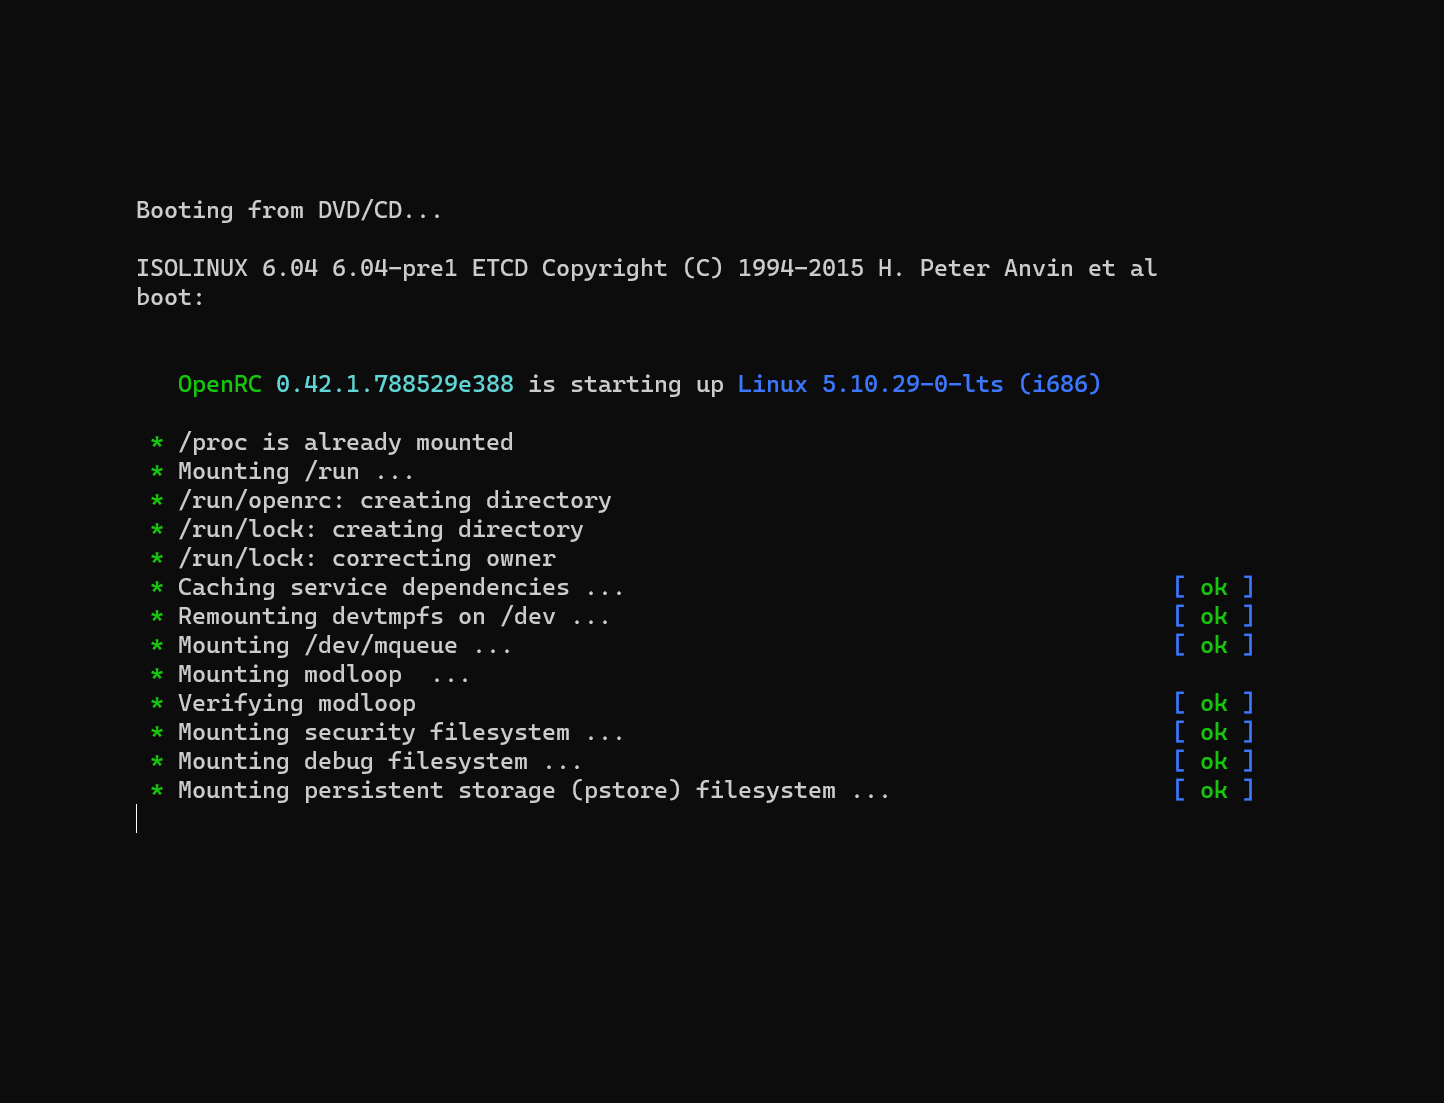 Booting from DVD/CD...
ISOLINUX 6.04 6.04-pre1 ETCD Copyright (C) 1994-2015 H. Peter Anvin et al
boot:
OpenRC 0.42.1.788529e388 is starting up Linux 5.10.29-0-lts (i686)
* /proc is already mounted
* Mounting /run ...
* /run/openrc: creating directory
* /run/lock: creating directory
* /run/lock: correcting owner
* Caching service dependencies ... [ ok ]
* Remounting devtmpfs on /dev ... [ ok ]
* Mounting /dev/mqueue ... [ ok ]
* Mounting modloop  ...
* Verifying modloop [ ok ]
* Mounting security filesystem ... [ ok ]
* Mounting debug filesystem ... [ ok ]
* Mounting persistent storage (pstore) filesystem ... [ ok ]